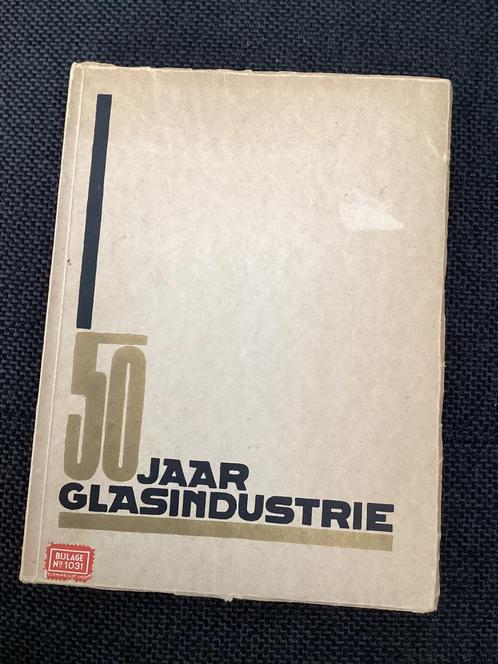 50 JAAR
GLASINDUSTRIE
BIJLAGE
Nº 1031